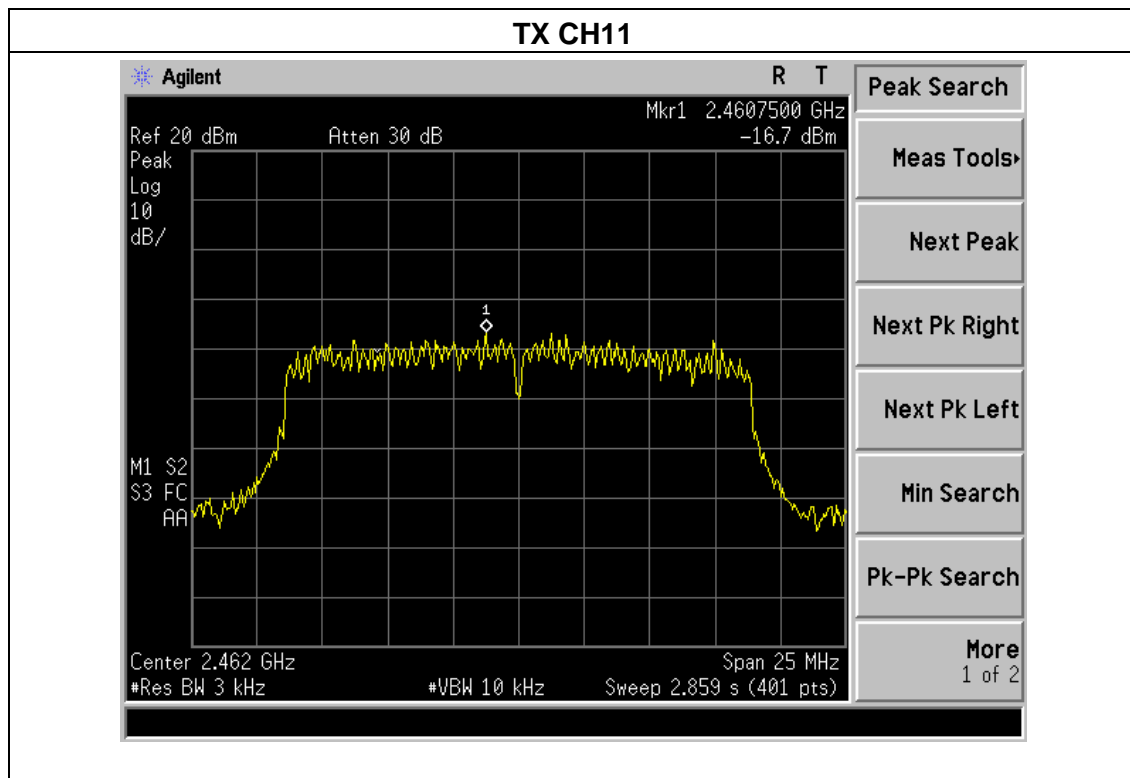 TX CH11
Agilent R T
Mkr1 2.4607500 GHz
Ref 20 dBm Atten 30 dB -16.7 dBm
Peak
Log
10
dB/
1
M1 S2
S3 FC
AA
Center 2.462 GHz Span 25 MHz
#Res BW 3 kHz #VBW 10 kHz Sweep 2.859 s (401 pts)
Peak Search
Meas Tools
Next Peak
Next Pk Right
Next Pk Left
Min Search
Pk-Pk Search
More
1 of 2